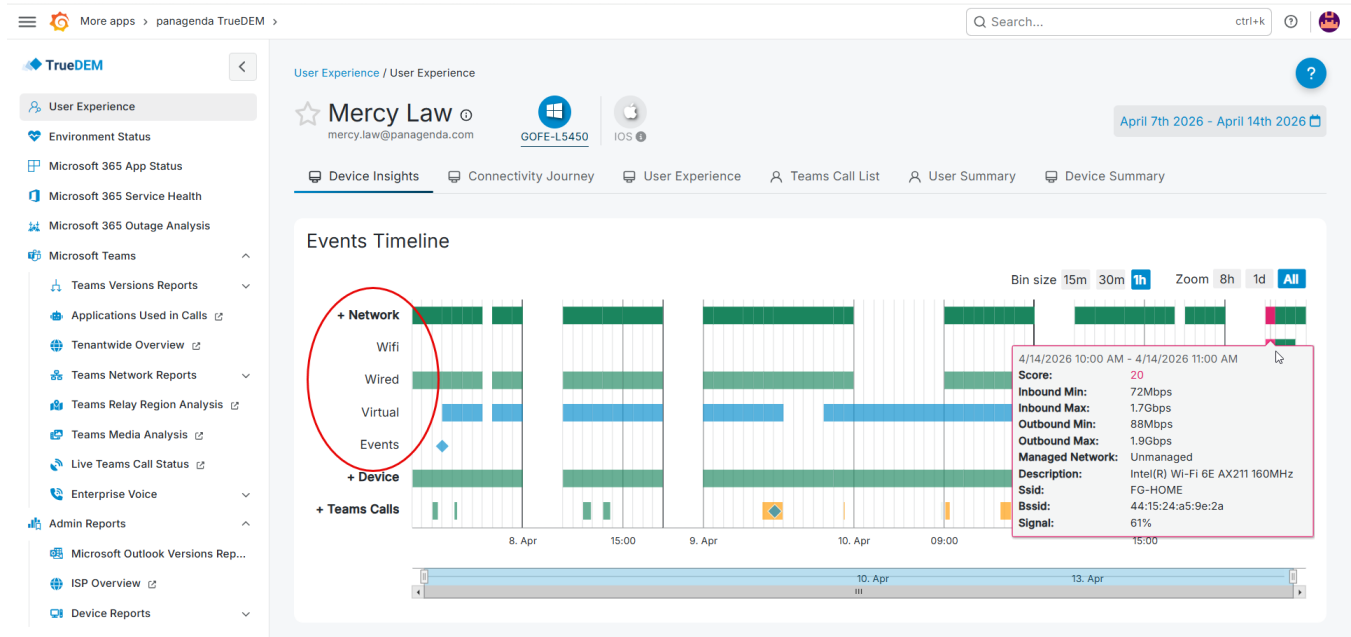 More apps › panagenda TrueDEM ›
Search... ctrl+k
TrueDEM
User Experience
Environment Status
Microsoft 365 App Status
Microsoft 365 Service Health
Microsoft 365 Outage Analysis
Microsoft Teams
Teams Versions Reports
Applications Used in Calls
Tenantwide Overview
Teams Network Reports
Teams Relay Region Analysis
Teams Media Analysis
Live Teams Call Status
Enterprise Voice
Admin Reports
Microsoft Outlook Versions Rep...
ISP Overview
Device Reports
User Experience / User Experience
?
Mercy Law
mercy.law@panagenda.com
GOFE-L5450
IOS
April 7th 2026 - April 14th 2026
Device Insights Connectivity Journey User Experience Teams Call List User Summary Device Summary
Events Timeline
Bin size 15m 30m 1h Zoom 8h 1d All
+ Network
Wifi
Wired
Virtual
Events
+ Device
+ Teams Calls
4/14/2026 10:00 AM - 4/14/2026 11:00 AM
Score: 20
Inbound Min: 72Mbps
Inbound Max: 1.7Gbps
Outbound Min: 88Mbps
Outbound Max: 1.9Gbps
Managed Network: Unmanaged
Description: Intel(R) Wi-Fi 6E AX211 160MHz
Ssid: FG-HOME
Bssid: 44:15:24:a5:9e:2a
Signal: 61%
8. Apr 15:00 9. Apr 10. Apr 09:00 15:00
10. Apr 13. Apr